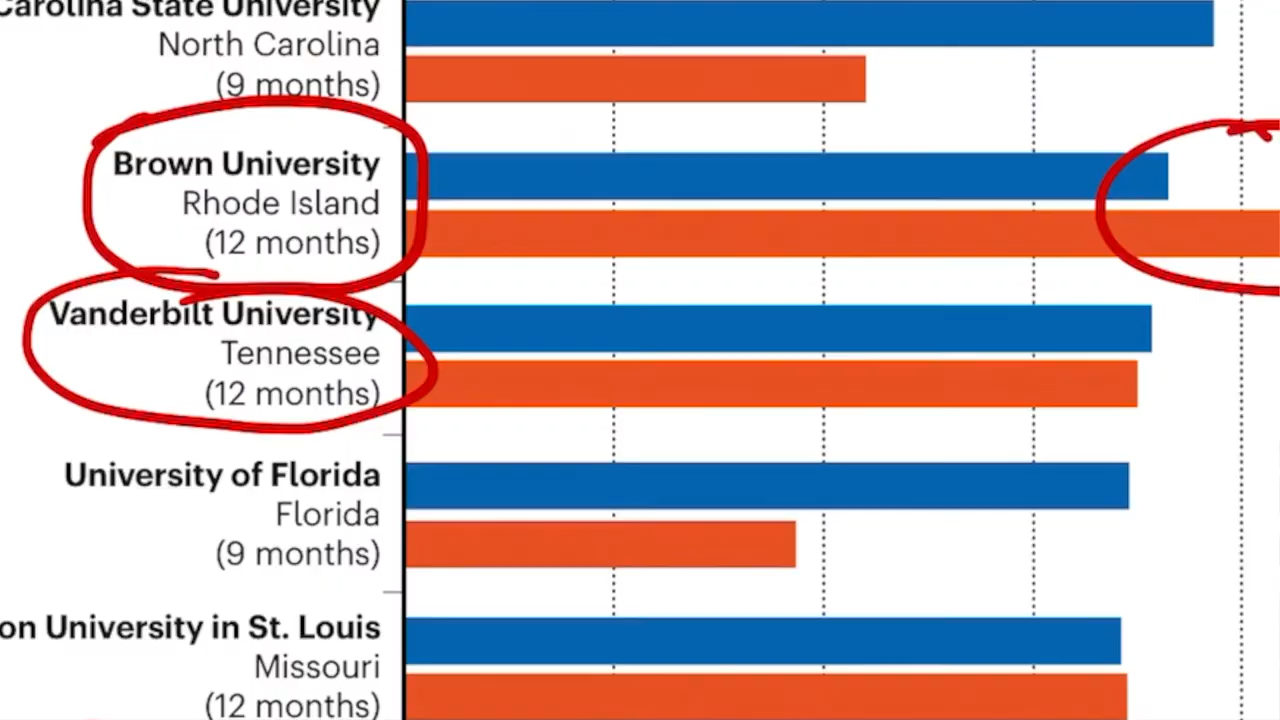 Carolina State University
North Carolina
(9 months)
Brown University
Rhode Island
(12 months)
Vanderbilt University
Tennessee
(12 months)
University of Florida
Florida
(9 months)
on University in St. Louis
Missouri
(12 months)